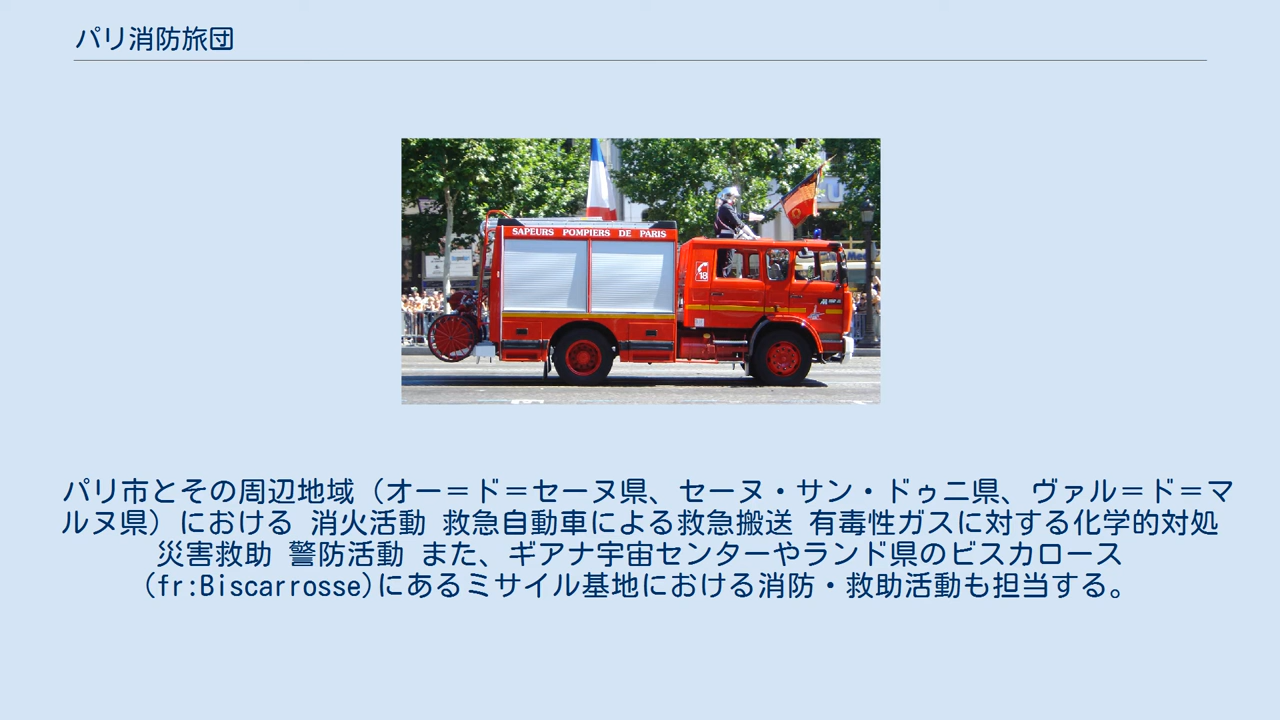 パリ消防旅団
SAPEURS POMPIERS DE PARIS
18
パリ市とその周辺地域（オー＝ド＝セーヌ県、セーヌ・サン・ドゥニ県、ヴァル＝ド＝マ
ルヌ県）における 消火活動 救急自動車による救急搬送 有毒性ガスに対する化学的対処
災害救助 警防活動 また、ギアナ宇宙センターやランド県のビスカロース
(fr:Biscarrosse)にあるミサイル基地における消防・救助活動も担当する。